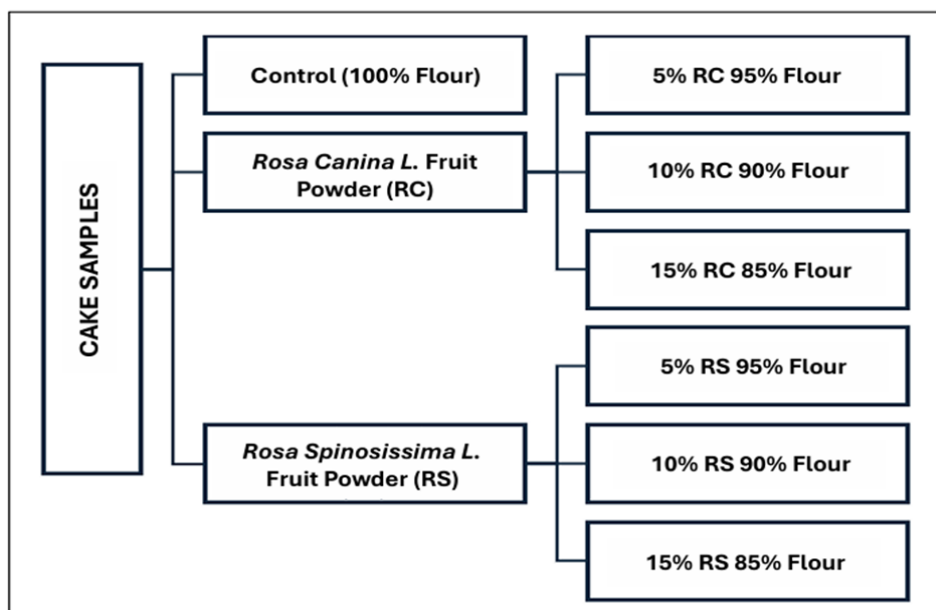 CAKE SAMPLES
Control (100% Flour)
Rosa Canina L. Fruit
Powder (RC)
5% RC 95% Flour
10% RC 90% Flour
15% RC 85% Flour
Rosa Spinosissima L.
Fruit Powder (RS)
5% RS 95% Flour
10% RS 90% Flour
15% RS 85% Flour